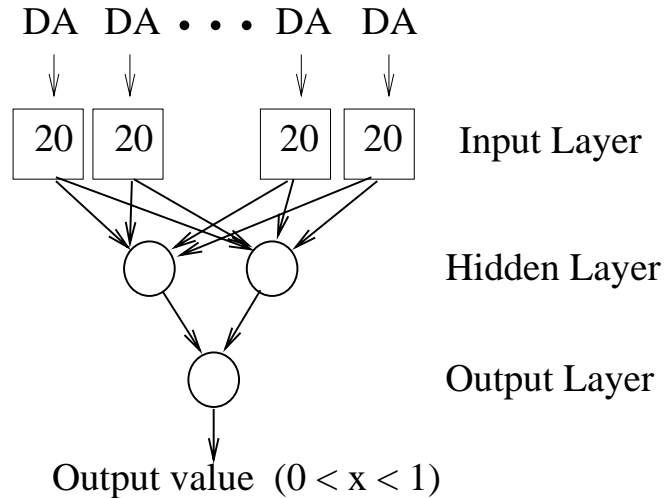 DA DA • • • DA DA
20 20 20 20 Input Layer
Hidden Layer
Output Layer
Output value (0 < x < 1)